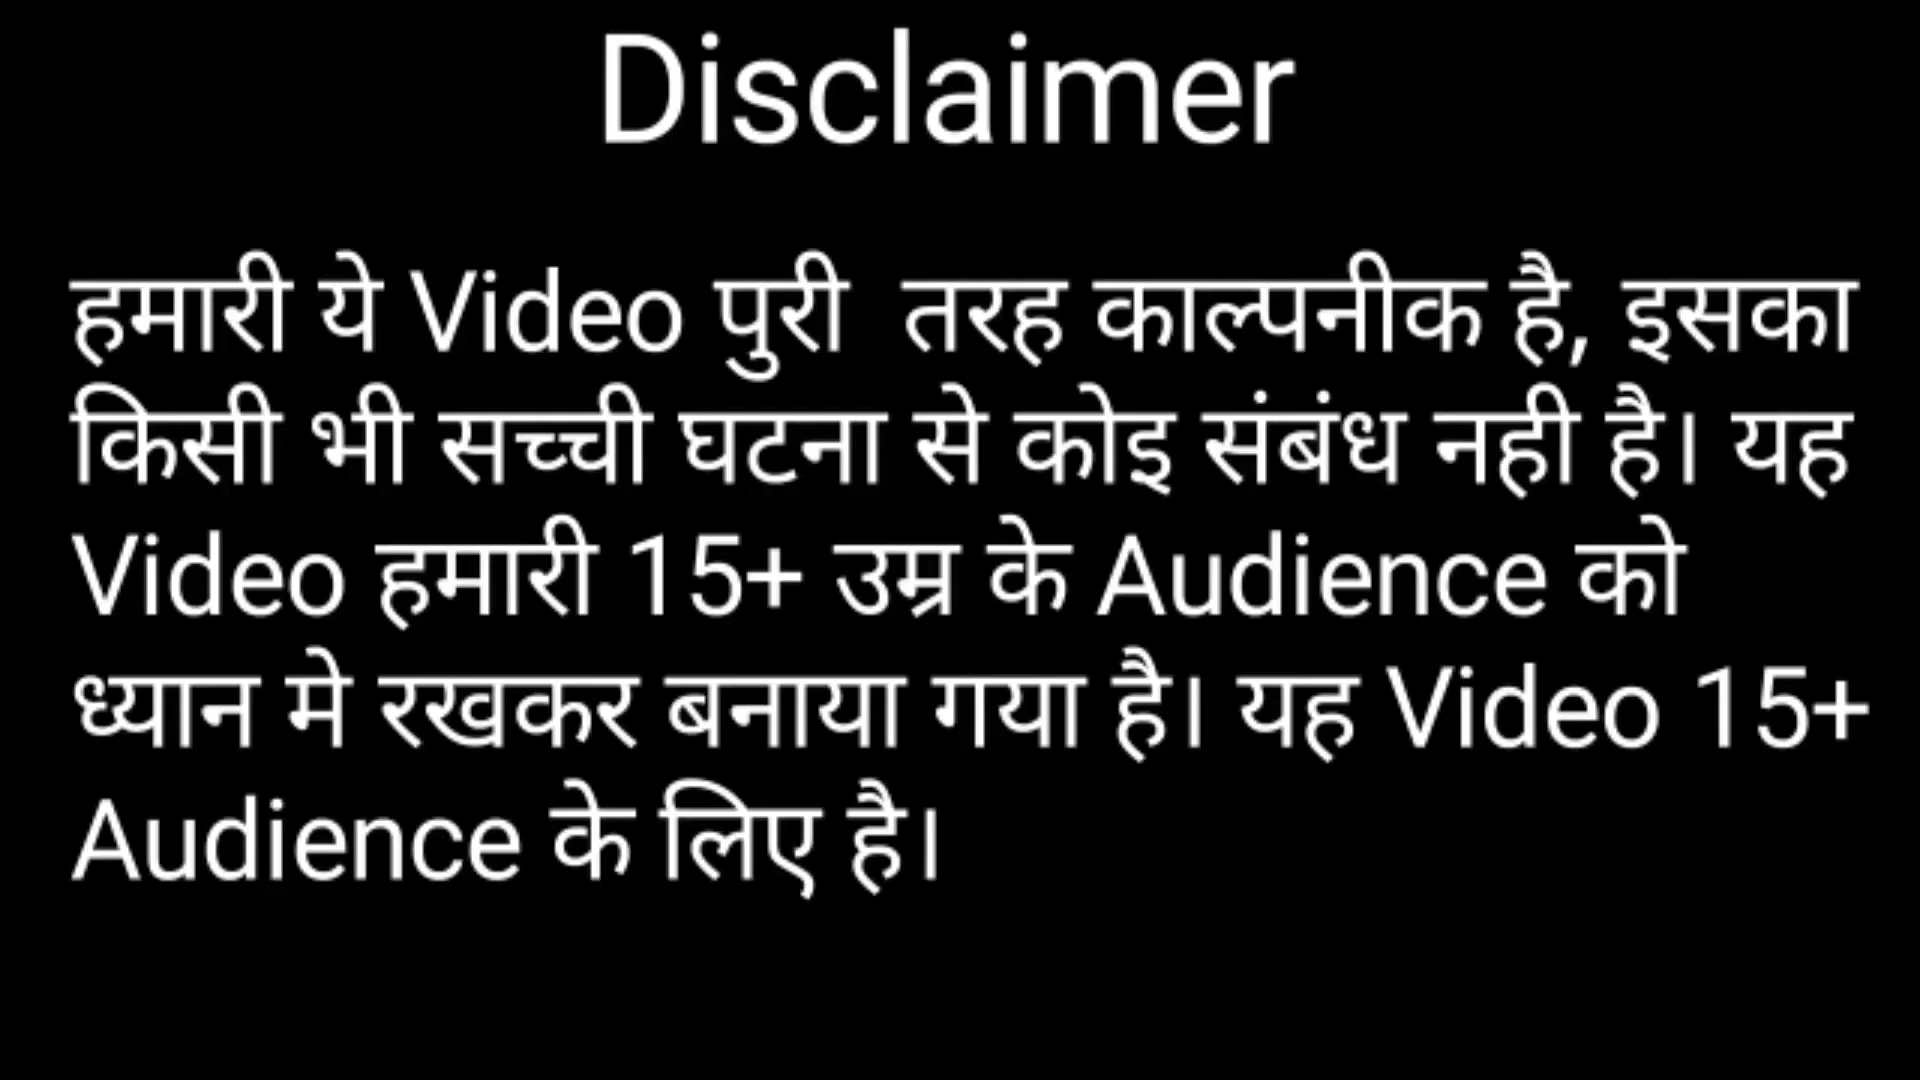 Disclaimer
हमारी ये Video पुरी तरह काल्पनीक है, इसका
किसी भी सच्ची घटना से कोइ संबंध नही है। यह
Video हमारी 15+ उम्र के Audience को
ध्यान मे रखकर बनाया गया है। यह Video 15+
Audience के लिए है।